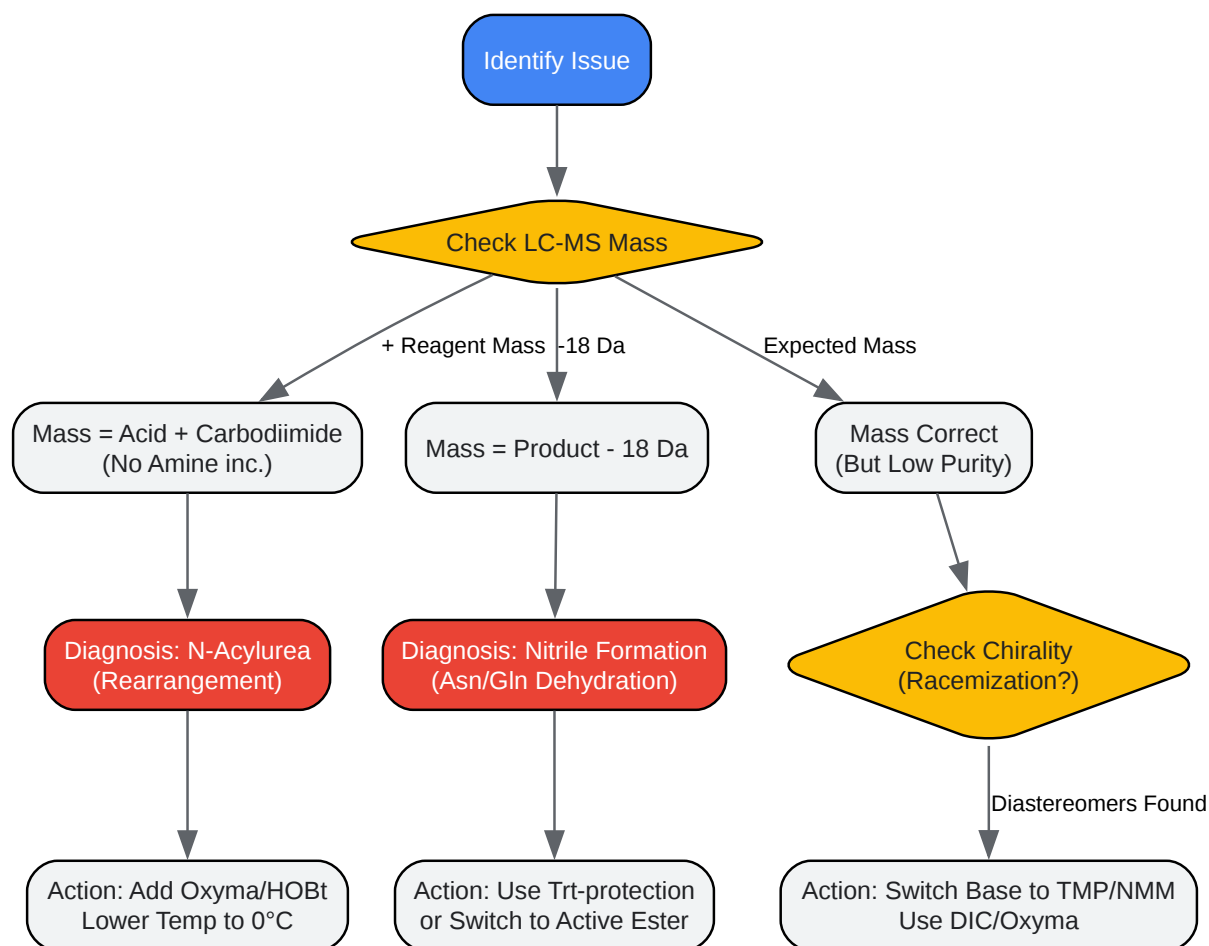 Identify Issue
Check LC-MS Mass
+ Reagent Mass
-18 Da
Expected Mass
Mass = Acid + Carbodiimide
(No Amine inc.)
Mass = Product - 18 Da
Mass Correct
(But Low Purity)
Diagnosis: N-Acylurea
(Rearrangement)
Diagnosis: Nitrile Formation
(Asn/Gln Dehydration)
Check Chirality
(Racemization?)
Diastereomers Found
Action: Add Oxyma/HOBt
Lower Temp to 0°C
Action: Use Trt-protection
or Switch to Active Ester
Action: Switch Base to TMP/NMM
Use DIC/Oxyma